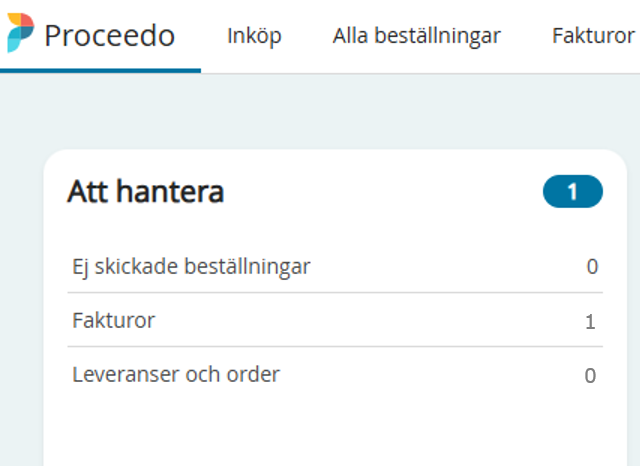 Proceedo Inköp Alla beställningar Fakturor
Att hantera 1
Ej skickade beställningar 0
Fakturor 1
Leveranser och order 0